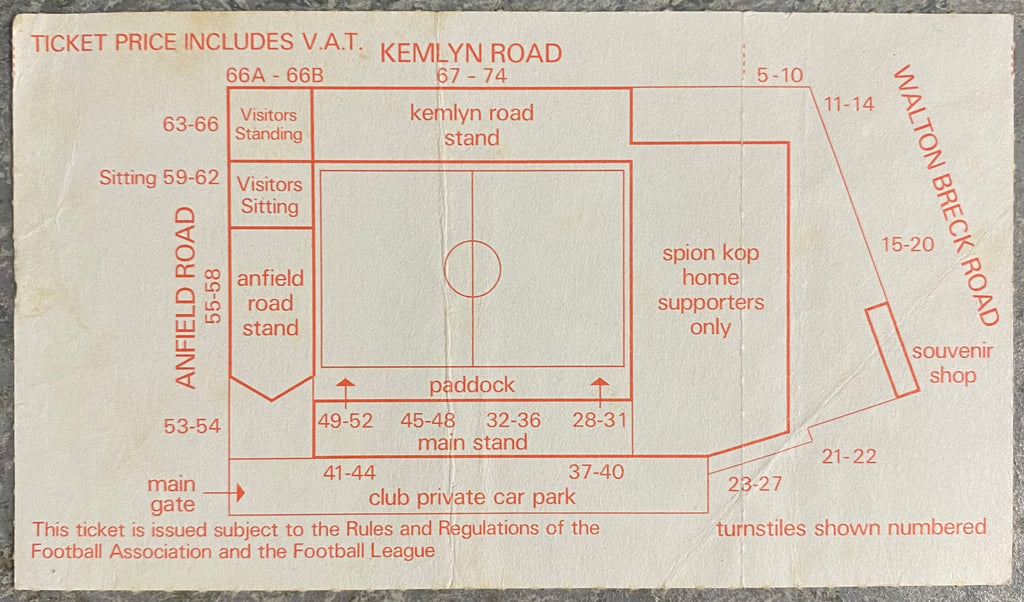 TICKET PRICE INCLUDES V.A.T.
KEMLYN ROAD
66A - 66B
67 - 74
5 - 10
11-14
WALTON BRECK ROAD
63-66
Visitors
Standing
kemlyn road
stand
Sitting 59-62
Visitors
Sitting
ANFIELD ROAD
55-58
anfield
road
stand
spion kop
home
supporters
only
15-20
souvenir
shop
paddock
53-54
49-52
45-48
32-36
28-31
main stand
41-44
37-40
21-22
23-27
main
gate
club private car park
This ticket is issued subject to the Rules and Regulations of the
Football Association and the Football League
turnstiles shown numbered